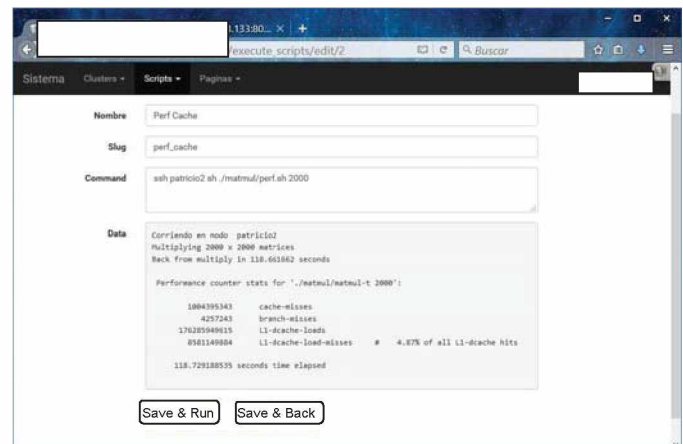 .133:80...
/execute_scripts/edit/2
Buscar
Sistema Clusters Scripts Paginas
Nombre Perf Cache
Slug perf_cache
Command ssh patricio2 sh ./matmul/perf.sh 2000
Data Corriendo en nodo patricio2
Multiplying 2000 x 2000 matrices
Back from multiply in 118.661662 seconds
Performance counter stats for './matmul/matmul-t 2000':
1004395343 cache-misses
4257243 branch-misses
176285949615 L1-dcache-loads
8581149884 L1-dcache-load-misses # 4.87% of all L1-dcache hits
118.729188535 seconds time elapsed
Save & Run Save & Back